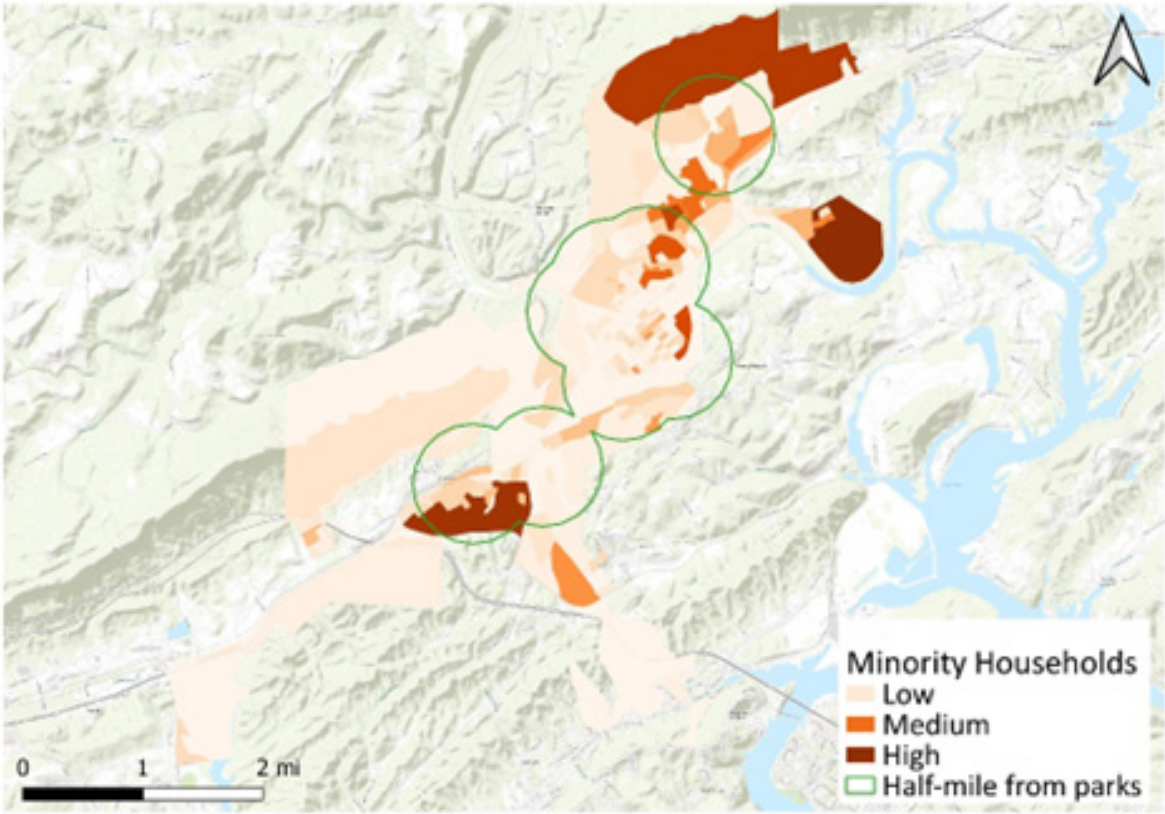 Minority Households
Low
Medium
High
Half-mile from parks
0 1 2 mi